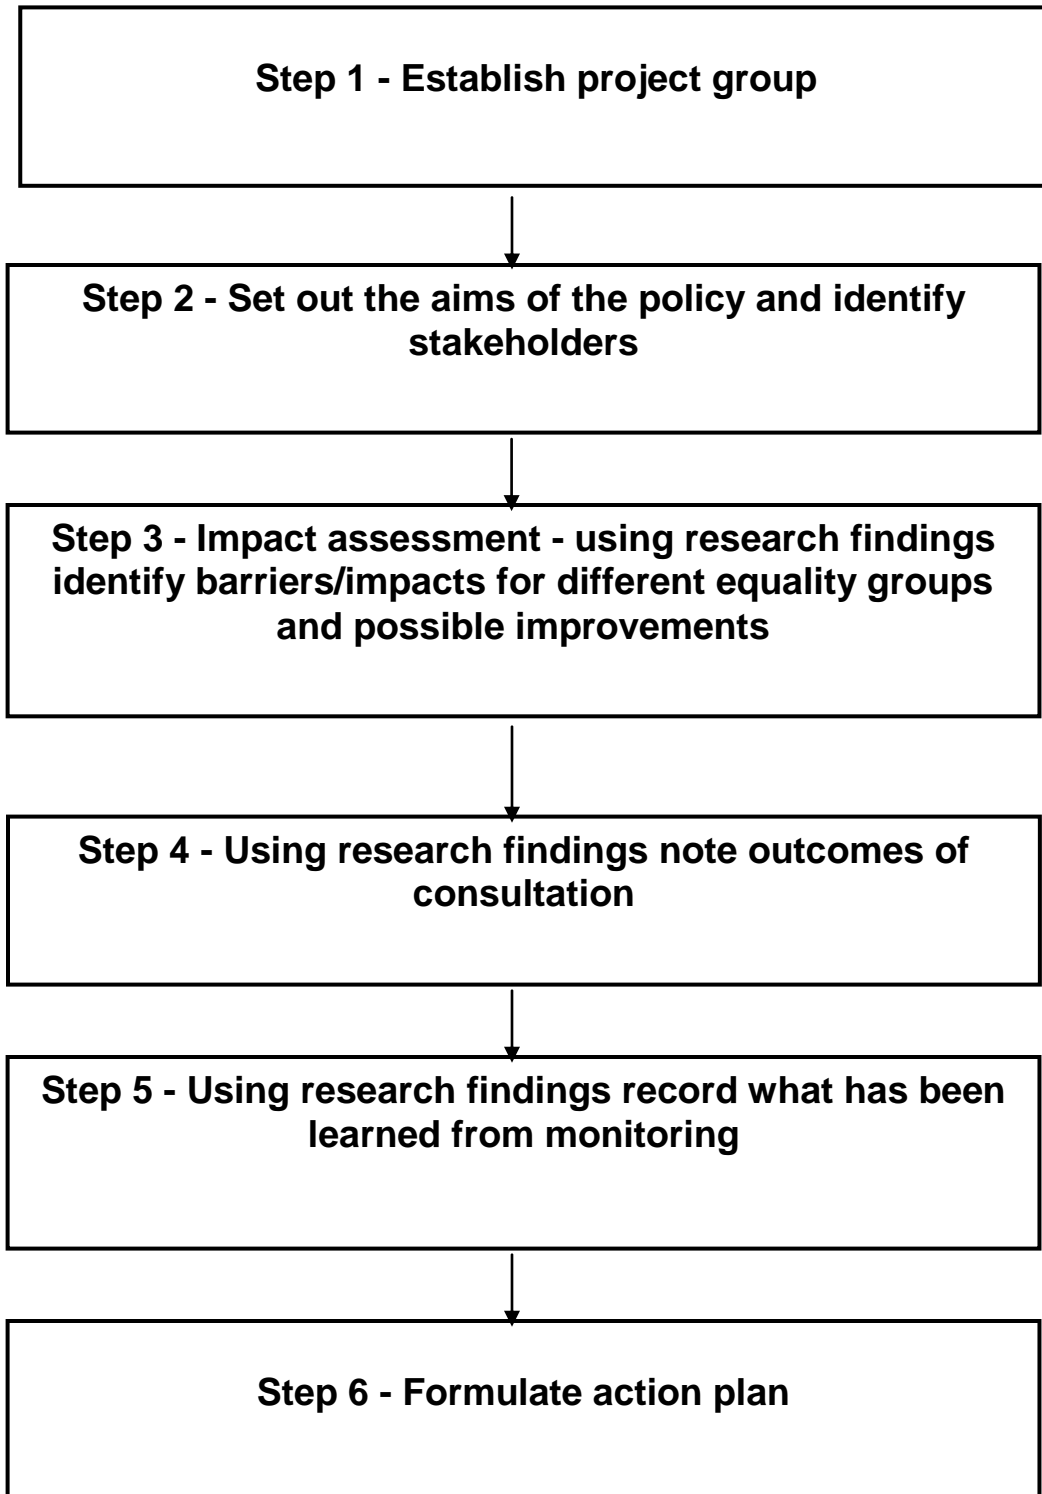 Step 1 - Establish project group
Step 2 - Set out the aims of the policy and identify
stakeholders
Step 3 - Impact assessment - using research findings
identify barriers/impacts for different equality groups
and possible improvements
Step 4 - Using research findings note outcomes of
consultation
Step 5 - Using research findings record what has been
learned from monitoring
Step 6 - Formulate action plan